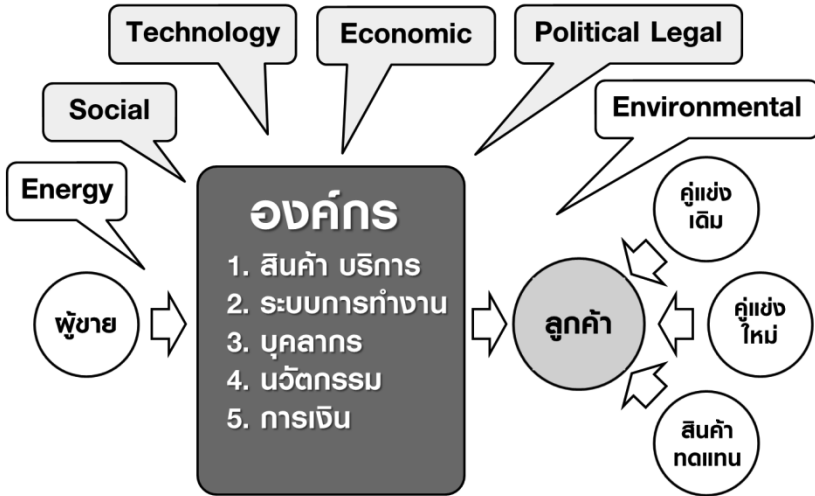 Technology
Economic
Political Legal
Social
Environmental
Energy
องค์กร
1. สินค้า บริการ
2. ระบบการทำงาน
3. บุคลากร
4. นวัตกรรม
5. การเงิน
ผู้ขาย
ลูกค้า
คู่แข่ง
เดิม
คู่แข่ง
ใหม่
สินค้า
ทดแทน